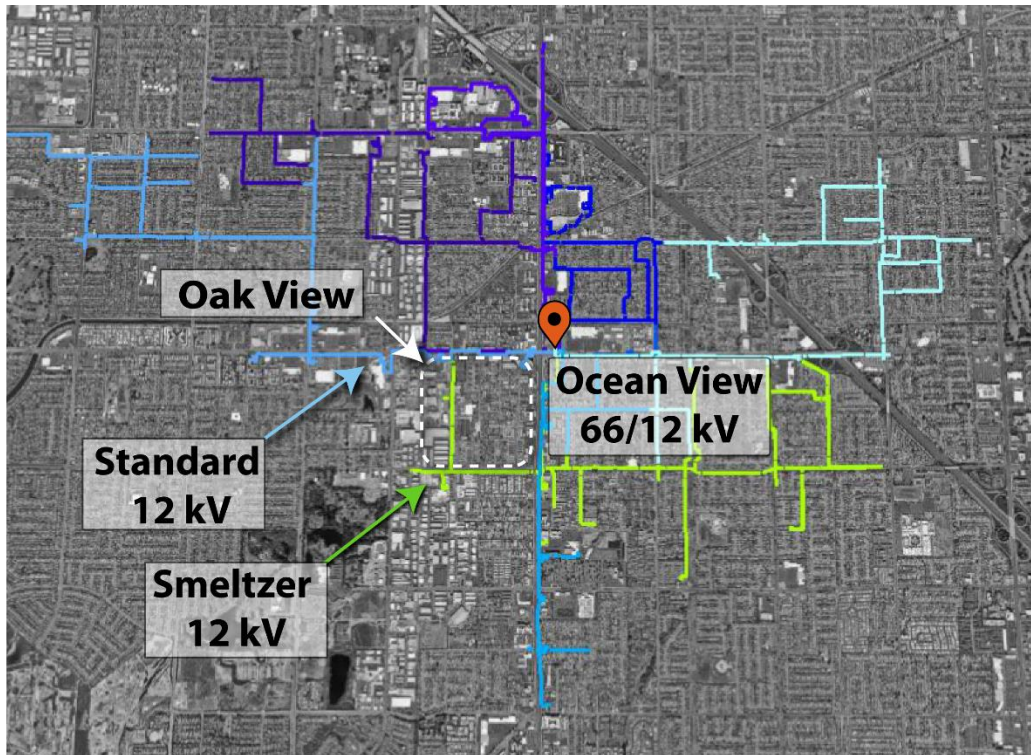 Oak View
Ocean View
66/12 kV
Standard
12 kV
Smeltzer
12 kV